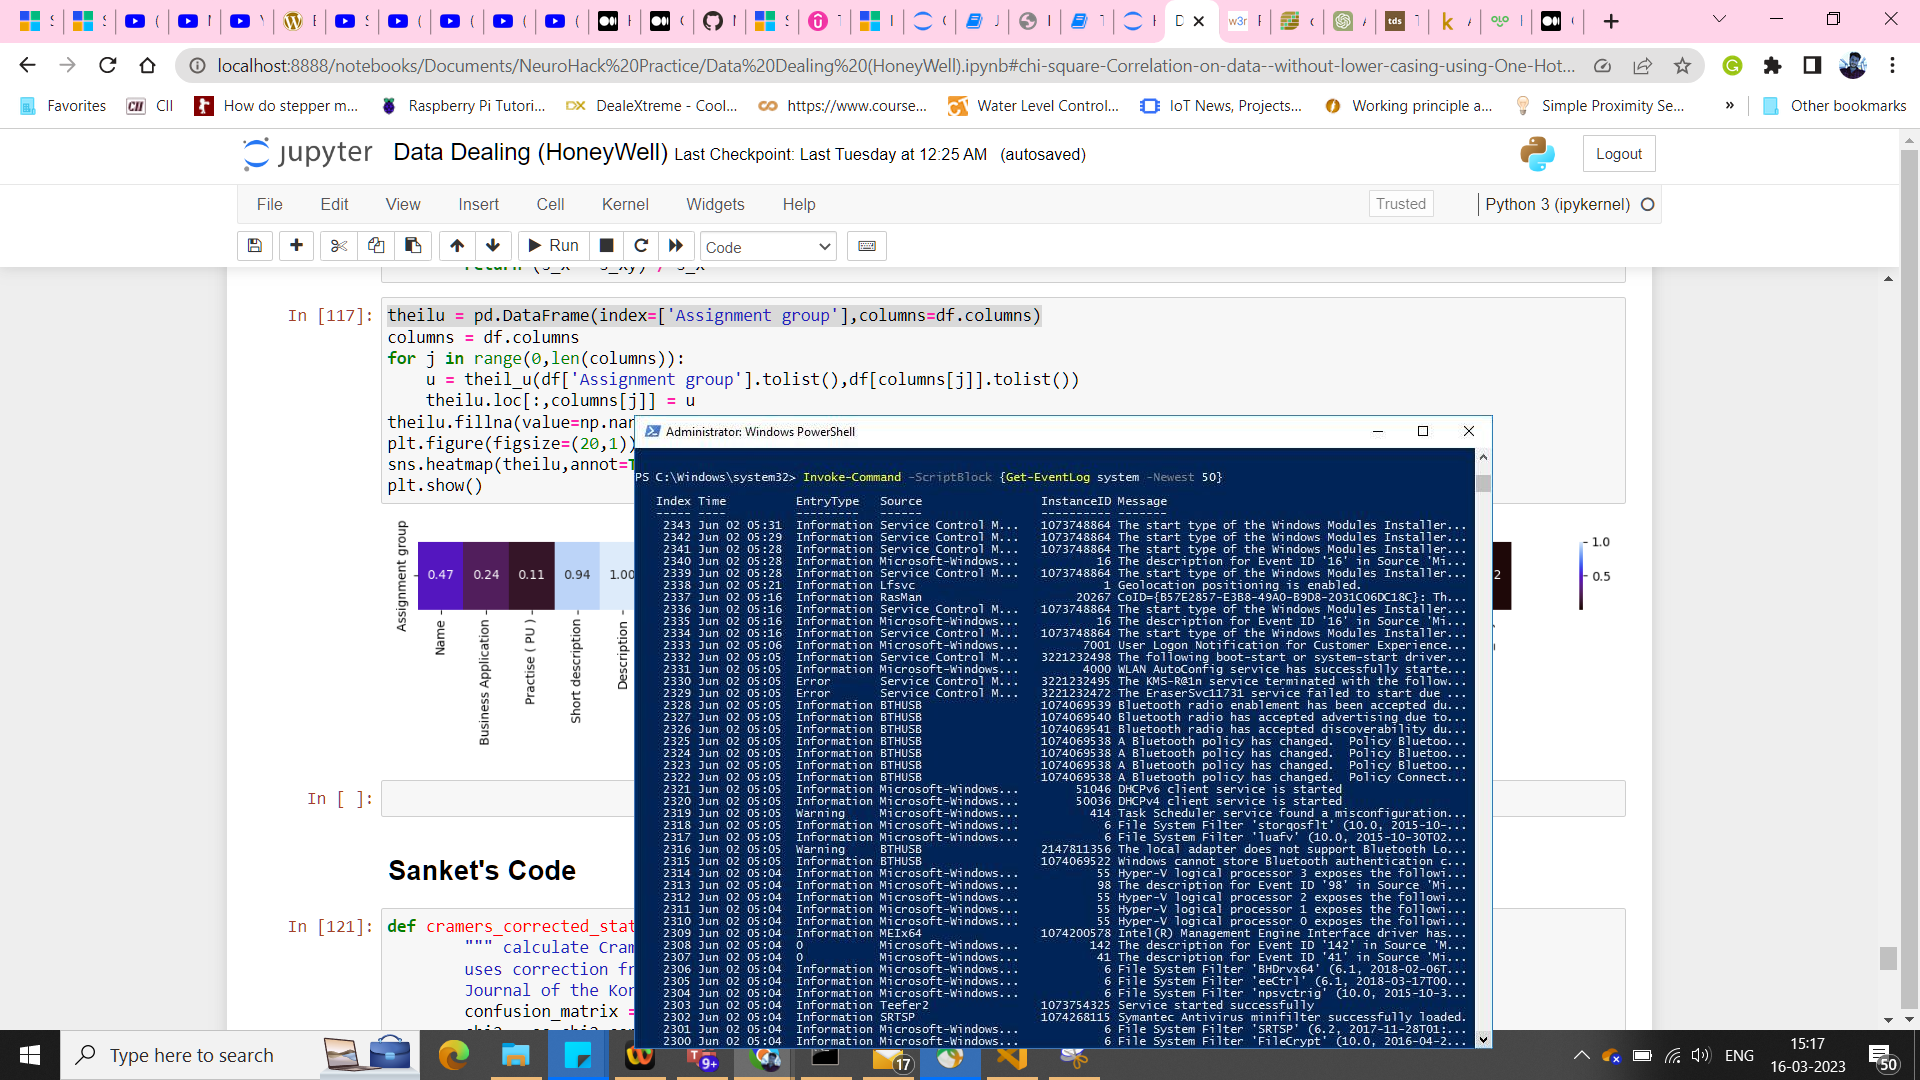 localhost:8888/notebooks/Documents/NeuroHack%20Practice/Data%20Dealing%20(HoneyWell).ipynb#chi-square-Correlation-on-data--without-lower-casing-using-One-Hot...
Favorites CII How do stepper m... Raspberry Pi Tutori... DealeXtreme - Cool... https://www.course... Water Level Control... IoT News, Projects... Working principle a... Simple Proximity Se... » Other bookmarks
jupyter Data Dealing (HoneyWell) Last Checkpoint: Last Tuesday at 12:25 AM (autosaved) Logout
File Edit View Insert Cell Kernel Widgets Help Trusted Python 3 (ipykernel)
Run Code
In [117]: theilu = pd.DataFrame(index=['Assignment group'],columns=df.columns)
columns = df.columns
for j in range(0,len(columns)):
u = theil_u(df['Assignment group'].tolist(),df[columns[j]].tolist())
theilu.loc[:,columns[j]] = u
theilu.fillna(value=np.nan
plt.figure(figsize=(20,1))
sns.heatmap(theilu,annot=T
plt.show()
Assignment group
0.47 0.24 0.11 0.94 1.00
2
1.0
0.5
Name
Business Application
Practise ( PU )
Short description
Description
In [ ]:
Sanket's Code
In [121]: def cramers_corrected_stat
""" calculate Cram
uses correction fr
Journal of the Kor
confusion_matrix =
Administrator: Windows PowerShell
PS C:\Windows\system32> Invoke-Command -ScriptBlock {Get-EventLog system -Newest 50}
Index Time EntryType Source InstanceID Message
----- ---- --------- ------ ---------- -------
2343 Jun 02 05:31 Information Service Control M... 1073748864 The start type of the Windows Modules Installer...
2342 Jun 02 05:29 Information Service Control M... 1073748864 The start type of the Windows Modules Installer...
2341 Jun 02 05:28 Information Service Control M... 1073748864 The start type of the Windows Modules Installer...
2340 Jun 02 05:28 Information Microsoft-Windows... 16 The description for Event ID '16' in Source 'Mi...
2339 Jun 02 05:28 Information Service Control M... 1073748864 The start type of the Windows Modules Installer...
2338 Jun 02 05:21 Information Lfsvc 1 Geolocation positioning is enabled.
2337 Jun 02 05:16 Information RasMan 20267 CoID={B57E2857-E3B8-49A0-B9D8-2031C06DC18C}: Th...
2336 Jun 02 05:16 Information Service Control M... 1073748864 The start type of the Windows Modules Installer...
2335 Jun 02 05:16 Information Microsoft-Windows... 16 The description for Event ID '16' in Source 'Mi...
2334 Jun 02 05:16 Information Service Control M... 1073748864 The start type of the Windows Modules Installer...
2333 Jun 02 05:06 Information Microsoft-Windows... 7001 User Logon Notification for Customer Experience...
2332 Jun 02 05:05 Information Service Control M... 3221232498 The following boot-start or system-start driver...
2331 Jun 02 05:05 Information Microsoft-Windows... 4000 WLAN AutoConfig service has successfully starte...
2330 Jun 02 05:05 Error Service Control M... 3221232495 The KMS-R@1n service terminated with the follow...
2329 Jun 02 05:05 Error Service Control M... 3221232472 The EraserSvc11731 service failed to start due ...
2328 Jun 02 05:05 Information BTHUSB 1074069539 Bluetooth radio enablement has been accepted du...
2327 Jun 02 05:05 Information BTHUSB 1074069540 Bluetooth radio has accepted advertising due to...
2326 Jun 02 05:05 Information BTHUSB 1074069541 Bluetooth radio has accepted discoverability du...
2325 Jun 02 05:05 Information BTHUSB 1074069538 A Bluetooth policy has changed. Policy Bluetoo...
2324 Jun 02 05:05 Information BTHUSB 1074069538 A Bluetooth policy has changed. Policy Bluetoo...
2323 Jun 02 05:05 Information BTHUSB 1074069538 A Bluetooth policy has changed. Policy Bluetoo...
2322 Jun 02 05:05 Information BTHUSB 1074069538 A Bluetooth policy has changed. Policy Connect...
2321 Jun 02 05:05 Information Microsoft-Windows... 51046 DHCPv6 client service is started
2320 Jun 02 05:05 Information Microsoft-Windows... 50036 DHCPv4 client service is started
2319 Jun 02 05:05 Warning Microsoft-Windows... 414 Task Scheduler service found a misconfiguration...
2318 Jun 02 05:05 Information Microsoft-Windows... 6 File System Filter 'storqosflt' (10.0, 2015-10-...
2317 Jun 02 05:05 Information Microsoft-Windows... 6 File System Filter 'luafv' (10.0, 2015-10-30T02...
2316 Jun 02 05:05 Warning BTHUSB 2147811356 The local adapter does not support Bluetooth Lo...
2315 Jun 02 05:05 Information BTHUSB 1074069522 Windows cannot store Bluetooth authentication c...
2314 Jun 02 05:04 Information Microsoft-Windows... 55 Hyper-V logical processor 3 exposes the followi...
2313 Jun 02 05:04 Information Microsoft-Windows... 98 The description for Event ID '98' in Source 'Mi...
2312 Jun 02 05:04 Information Microsoft-Windows... 55 Hyper-V logical processor 2 exposes the followi...
2311 Jun 02 05:04 Information Microsoft-Windows... 55 Hyper-V logical processor 1 exposes the followi...
2310 Jun 02 05:04 Information Microsoft-Windows... 55 Hyper-V logical processor 0 exposes the followi...
2309 Jun 02 05:04 Information MEIx64 1074200578 Intel(R) Management Engine Interface driver has...
2308 Jun 02 05:04 0 Microsoft-Windows... 142 The description for Event ID '142' in Source 'M...
2307 Jun 02 05:04 0 Microsoft-Windows... 41 The description for Event ID '41' in Source 'Mi...
2306 Jun 02 05:04 Information Microsoft-Windows... 6 File System Filter 'BHDrvx64' (6.1, 2018-02-06T...
2305 Jun 02 05:04 Information Microsoft-Windows... 6 File System Filter 'eeCtrl' (6.1, 2018-03-17T00...
2304 Jun 02 05:04 Information Microsoft-Windows... 6 File System Filter 'npsvctrig' (10.0, 2015-10-3...
2303 Jun 02 05:04 Information Teefer2 1073754325 Service started successfully
2302 Jun 02 05:04 Information SRTSP 1074268115 Symantec Antivirus minifilter successfully loaded.
2301 Jun 02 05:04 Information Microsoft-Windows... 6 File System Filter 'SRTSP' (6.2, 2017-11-28T01:...
2300 Jun 02 05:04 Information Microsoft-Windows... 6 File System Filter 'FileCrypt' (10.0, 2016-04-2...
Type here to search 9+ 17 ENG 15:17
16-03-2023 50